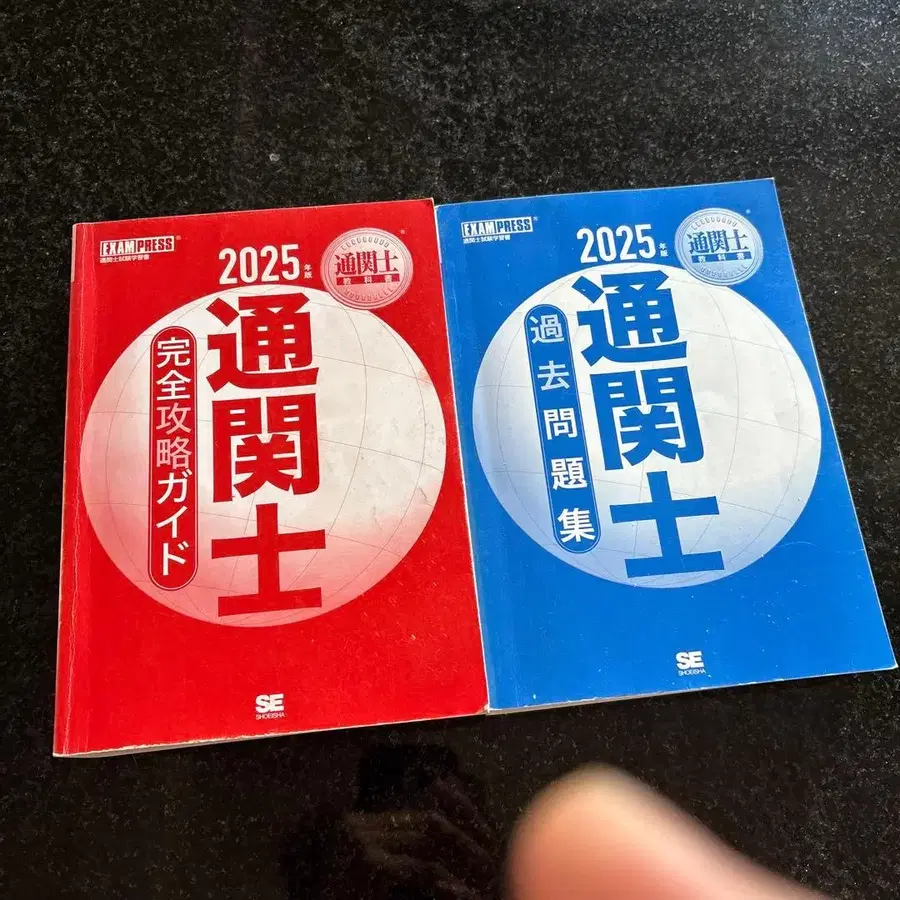 EXAMPRESS®
通関士試験学習書
2025年版
通関士
教科書
通関士
完全攻略ガイド
SE
SHOEISHA
EXAMPRESS®
通関士試験学習書
2025年版
通関士
教科書
通関士
過去問題集
SE
SHOEISHA